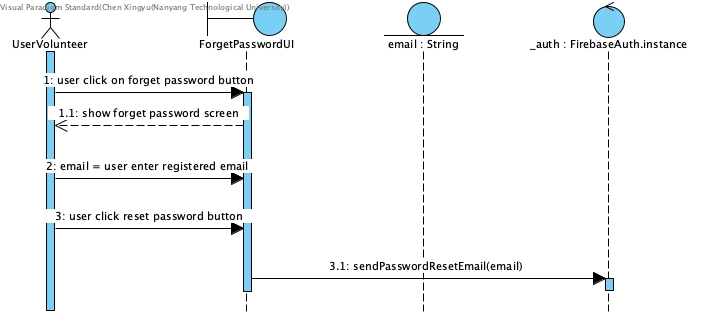 Visual Paradigm Standard(Chen Xingyu(Nanyang Technological University))
UserVolunteer
ForgetPasswordUI
email : String
_auth : FirebaseAuth.instance
1: user click on forget password button
1.1: show forget password screen
2: email = user enter registered email
3: user click reset password button
3.1: sendPasswordResetEmail(email)